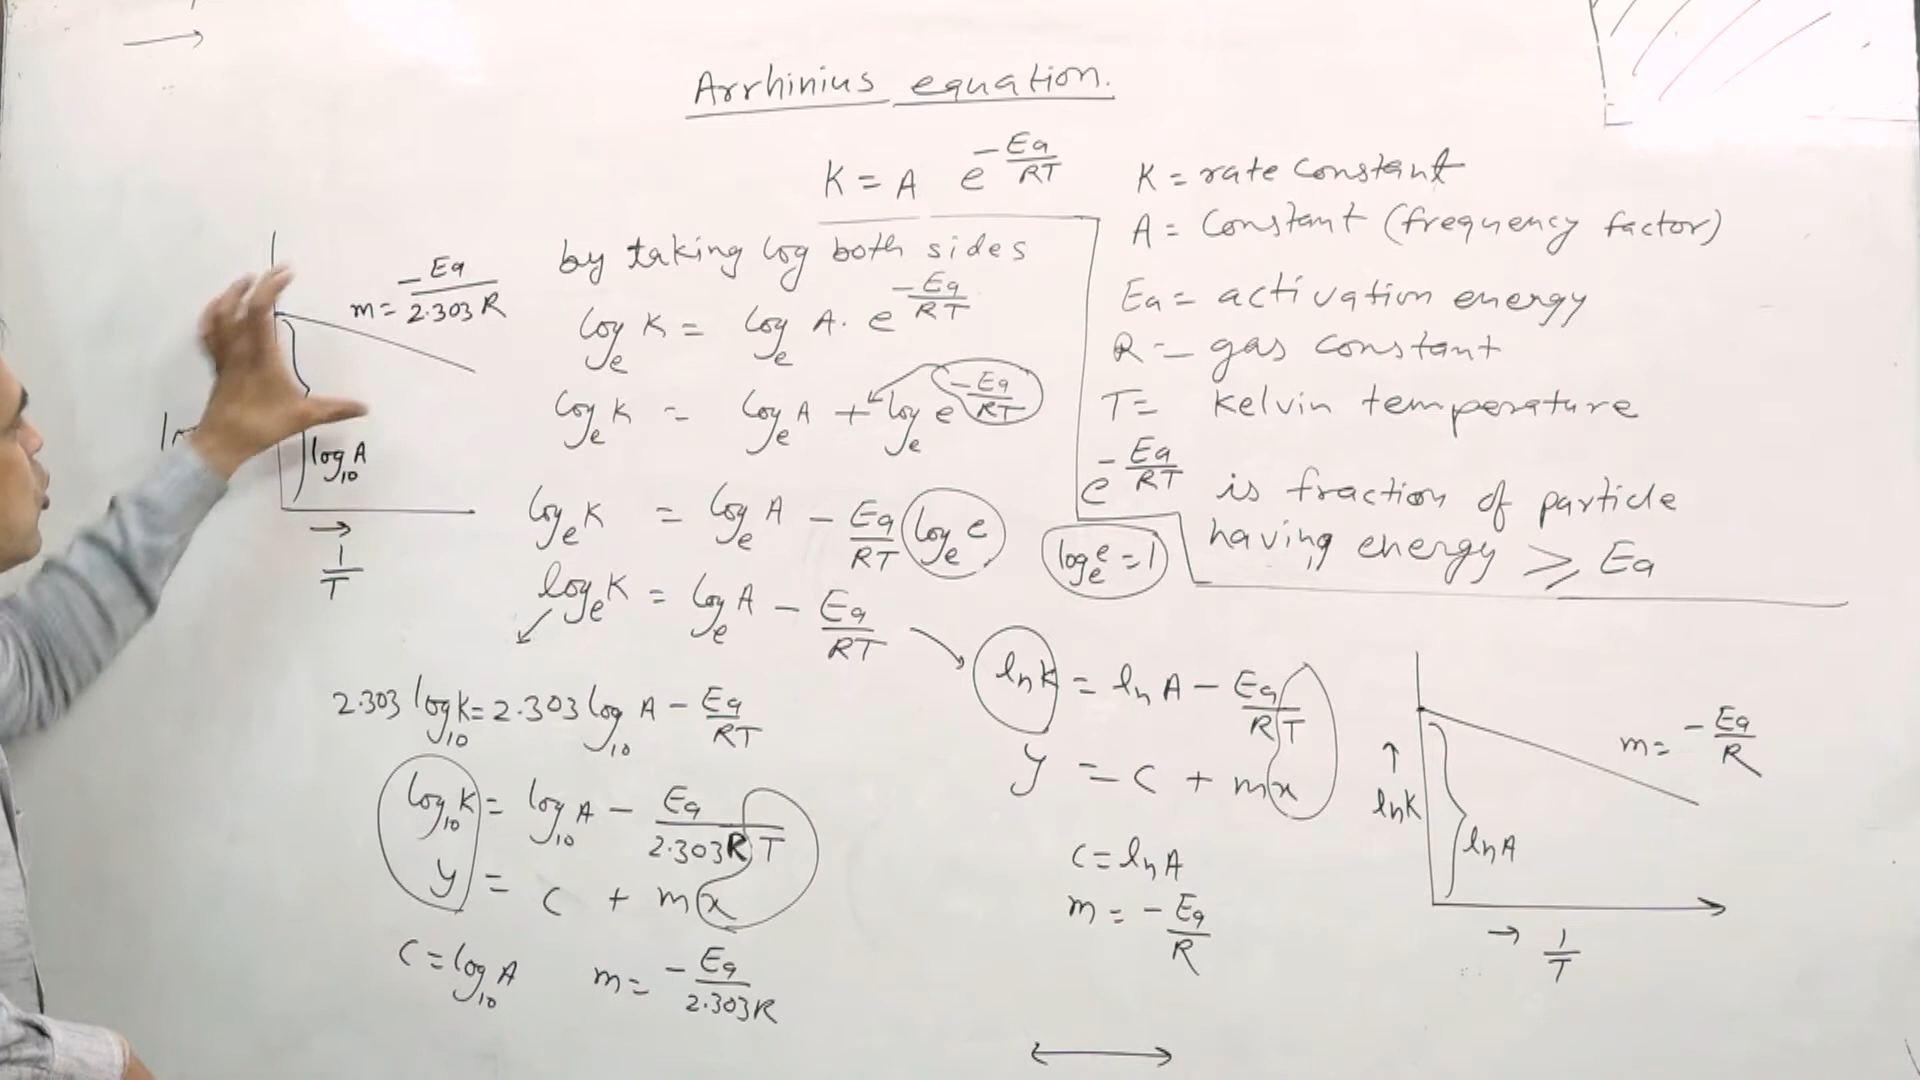 Arrhinius equation.
K = A e^{-Ea/RT}
K = rate constant
A = Constant (frequency factor)
Ea = activation energy
R = gas constant
T = kelvin temperature
e^{-Ea/RT} is fraction of particle
having energy ⩾ Ea
by taking log both sides
log_e K = log_e A . e^{-Ea/RT}
log_e K = log_e A + log_e e^{-Ea/RT}
log_e K = log_e A - Ea/RT log_e e
log_e e = 1
log_e K = log_e A - Ea/RT
2.303 log_10 K = 2.303 log_10 A - Ea/RT
log_10 K = log_10 A - Ea/2.303RT
y = c + mx
c = log_10 A m = -Ea/2.303R
m = -Ea/2.303R
log_10 A
→ 1/T
ln K = ln A - Ea/RT
y = c + mx
c = ln A
m = -Ea/R
m = -Ea/R
↑
ln K
ln A
→ 1/T